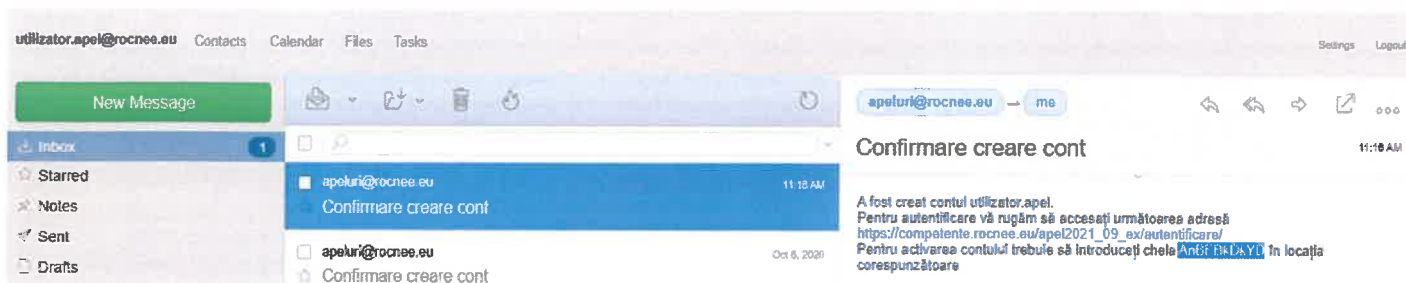 utilizator.apel@rocnee.eu Contacts Calendar Files Tasks
Settings Logout
New Message
apeluri@rocnee.eu → me
Inbox 1
Confirmare creare cont 11:16 AM
Starred
apeluri@rocnee.eu 11:16 AM
Notes
Confirmare creare cont
Sent
apeluri@rocnee.eu Oct 6, 2020
Drafts
Confirmare creare cont
A fost creat contul utilizator.apel.
Pentru autentificare vă rugăm să accesați următoarea adresă
https://competente.rocnee.eu/apel2021_09_ex/autentificare/
Pentru activarea contului trebuie să introduceți cheia în locația
corespunzătoare